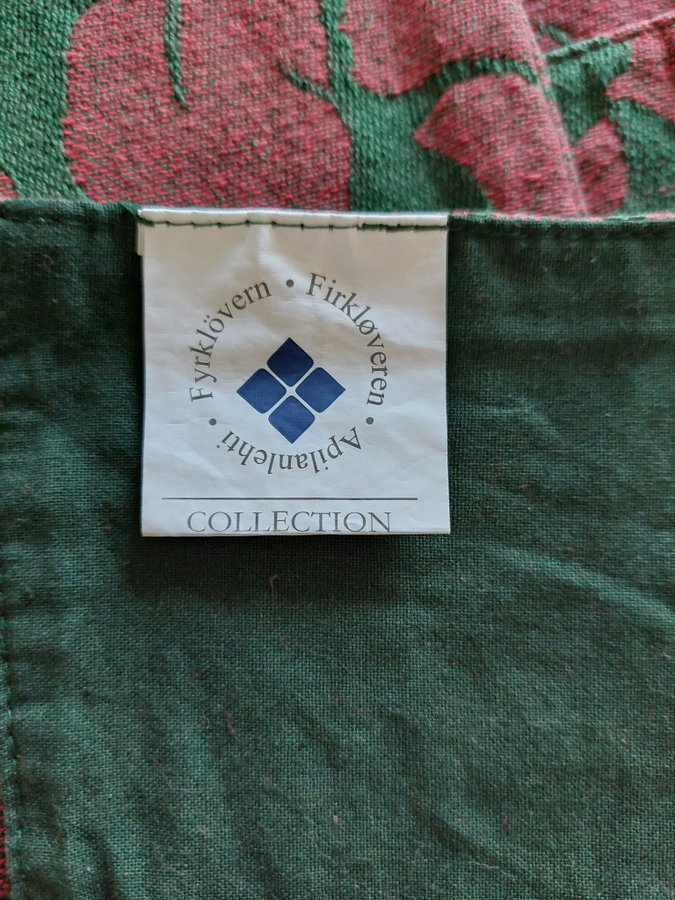 Fyrklövern • Firkløveren • Apilanlehti •
COLLECTION